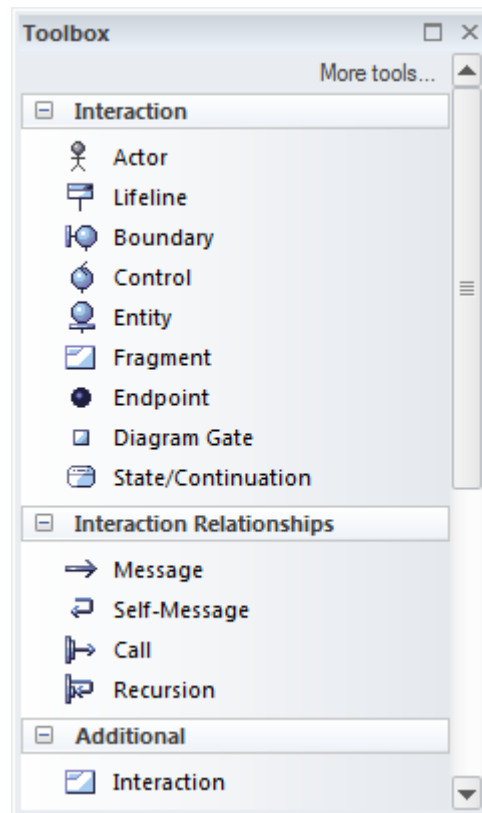 Toolbox
More tools...
Interaction
Actor
Lifeline
Boundary
Control
Entity
Fragment
Endpoint
Diagram Gate
State/Continuation
Interaction Relationships
Message
Self-Message
Call
Recursion
Additional
Interaction